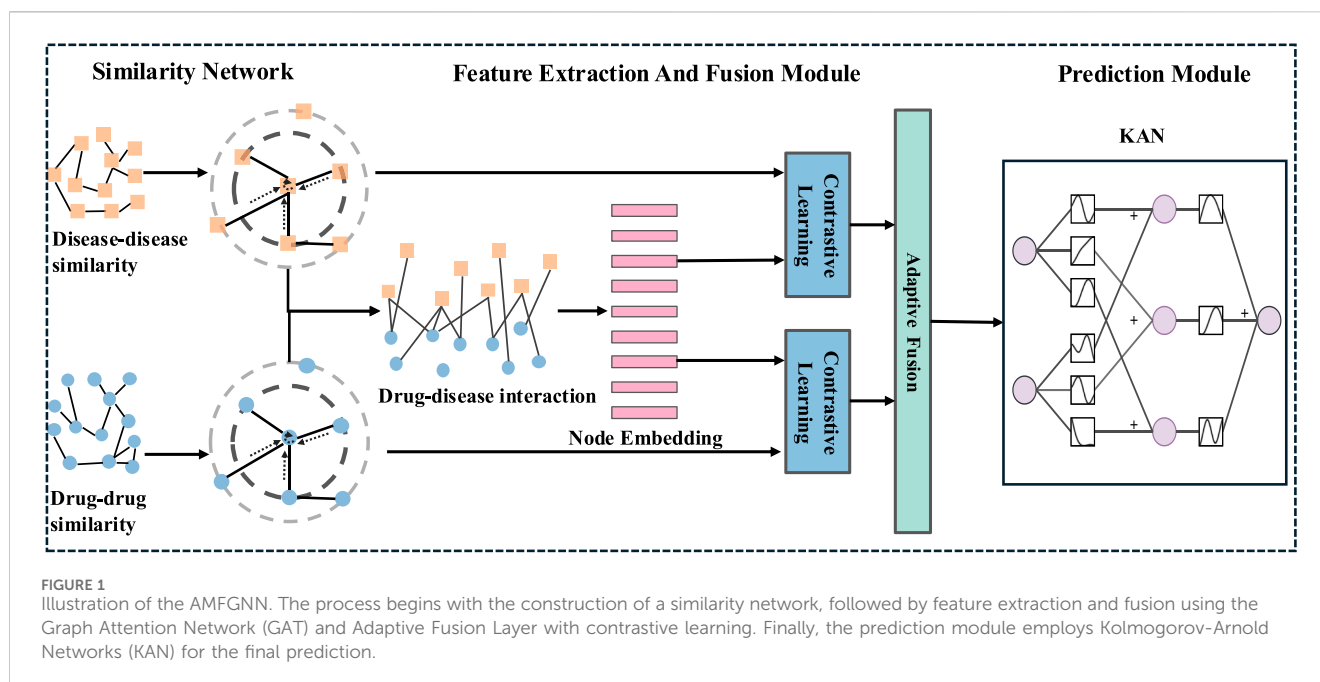 Similarity Network
Feature Extraction And Fusion Module
Prediction Module
KAN
Disease-disease
similarity
Drug-drug
similarity
Drug-disease interaction
Node Embedding
Contrastive
Learning
Contrastive
Learning
Adaptive Fusion
+
+
+
+
FIGURE 1
Illustration of the AMFGNN. The process begins with the construction of a similarity network, followed by feature extraction and fusion using the
Graph Attention Network (GAT) and Adaptive Fusion Layer with contrastive learning. Finally, the prediction module employs Kolmogorov-Arnold
Networks (KAN) for the final prediction.